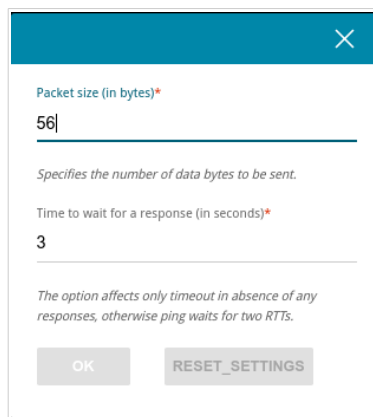 Packet size (in bytes)*
56
Specifies the number of data bytes to be sent.
Time to wait for a response (in seconds)*
3
The option affects only timeout in absence of any
responses, otherwise ping waits for two RTTs.
OK RESET_SETTINGS